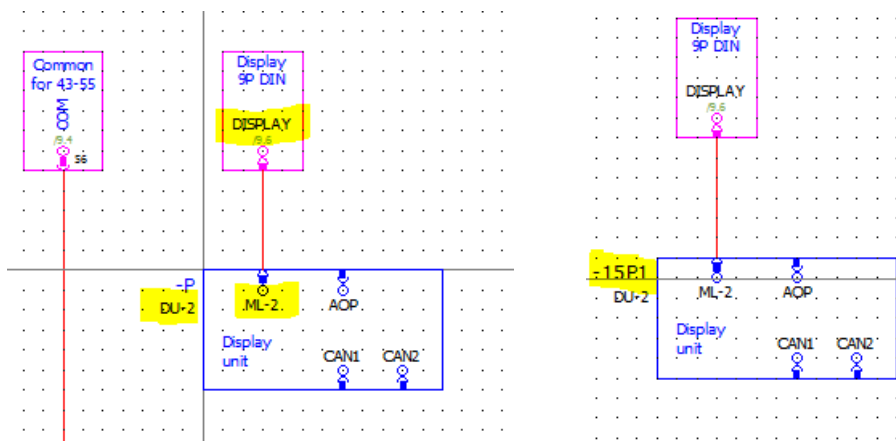 Common
for 43-55
COM
/9.4
56
Display
9P DIN
DISPLAY
/9.6
-P
DU-2
ML-2
AOP
Display
unit
CAN1
CAN2
Display
9P DIN
DISPLAY
/9.6
-15P1
DU-2
ML-2
AOP
Display
unit
CAN1
CAN2